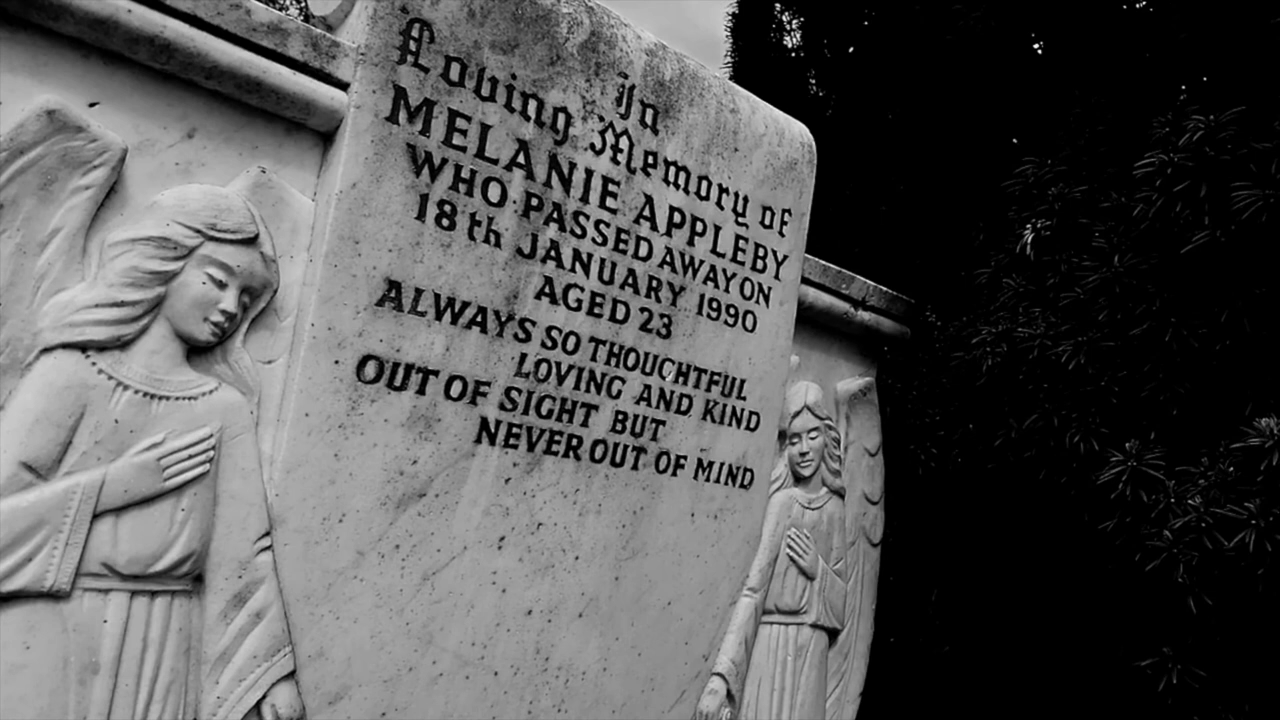 In
Loving Memory of
MELANIE APPLEBY
WHO PASSED AWAY ON
18th JANUARY 1990
AGED 23
ALWAYS SO THOUCHTFUL
LOVING AND KIND
OUT OF SIGHT BUT
NEVER OUT OF MIND